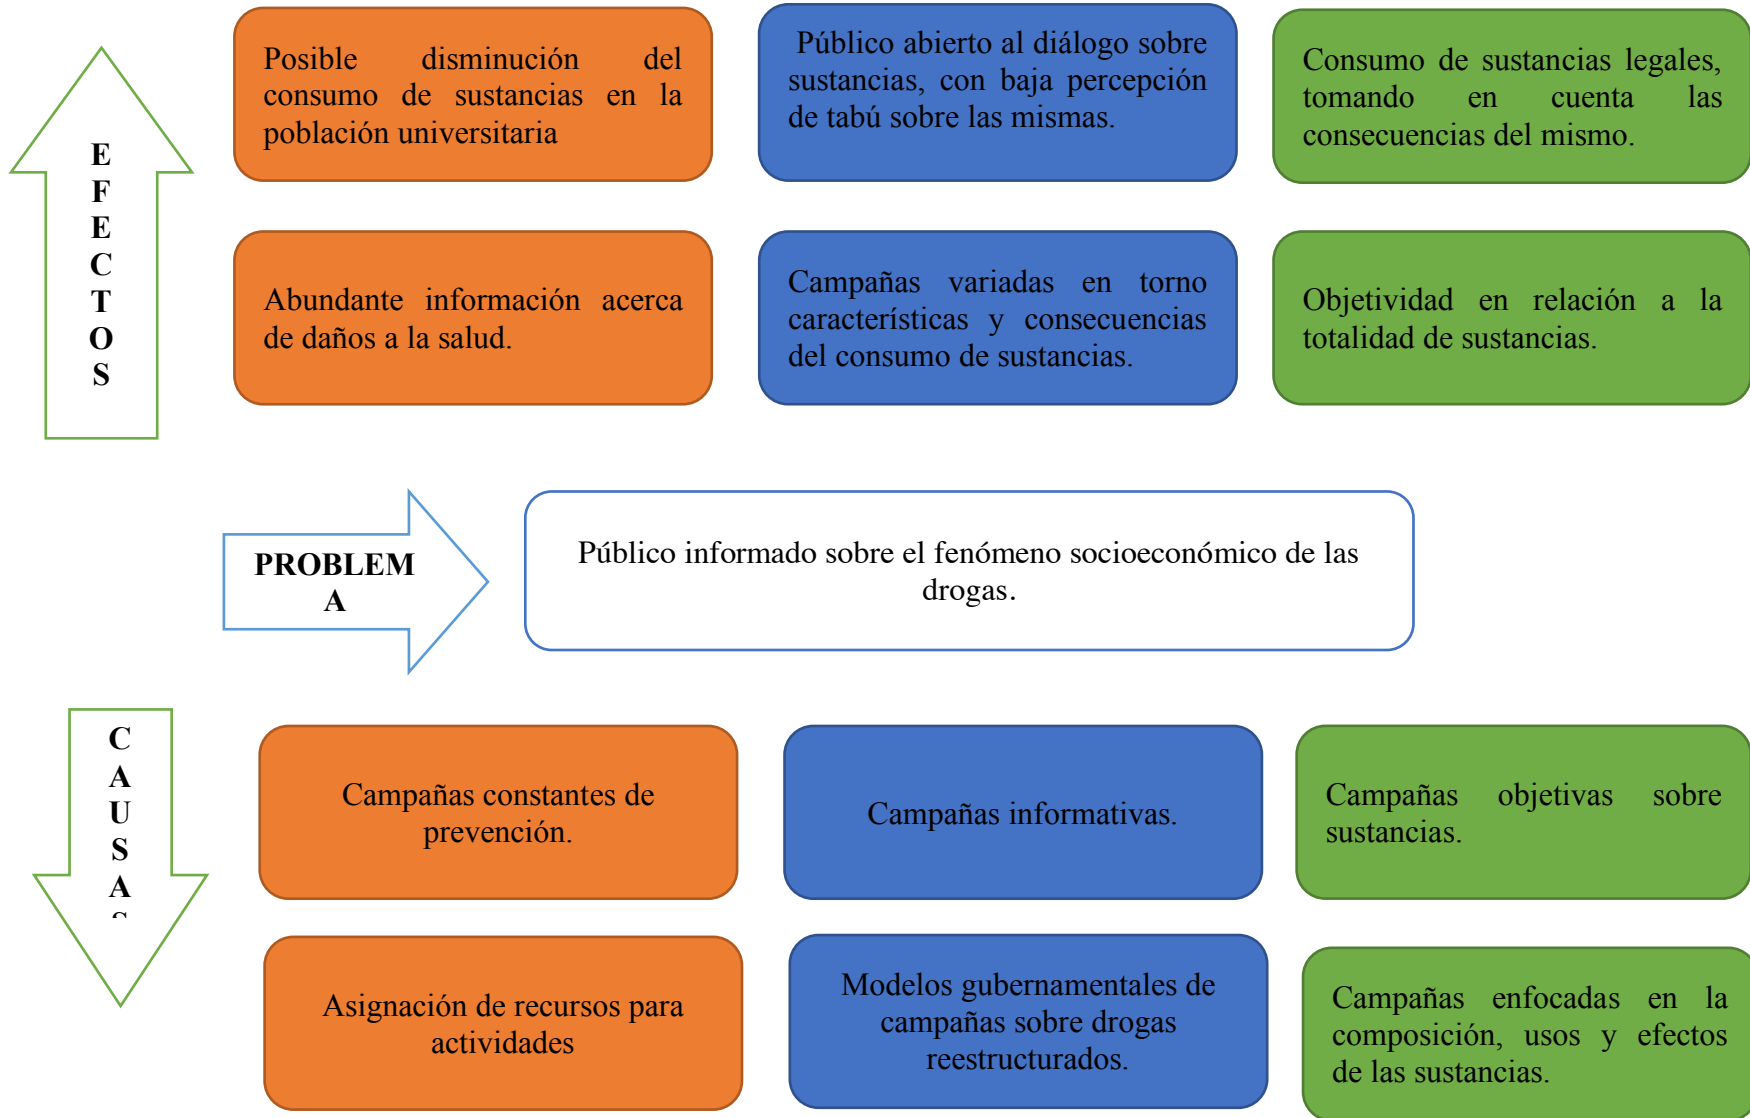 E
F
E
C
T
O
S
Posible disminución del
consumo de sustancias en la
población universitaria
Público abierto al diálogo sobre
sustancias, con baja percepción
de tabú sobre las mismas.
Consumo de sustancias legales,
tomando en cuenta las
consecuencias del mismo.
Abundante información acerca
de daños a la salud.
Campañas variadas en torno
características y consecuencias
del consumo de sustancias.
Objetividad en relación a la
totalidad de sustancias.
PROBLEM
A
Público informado sobre el fenómeno socioeconómico de las
drogas.
C
A
U
S
A
S
Campañas constantes de
prevención.
Campañas informativas.
Campañas objetivas sobre
sustancias.
Asignación de recursos para
actividades
Modelos gubernamentales de
campañas sobre drogas
reestructurados.
Campañas enfocadas en la
composición, usos y efectos
de las sustancias.